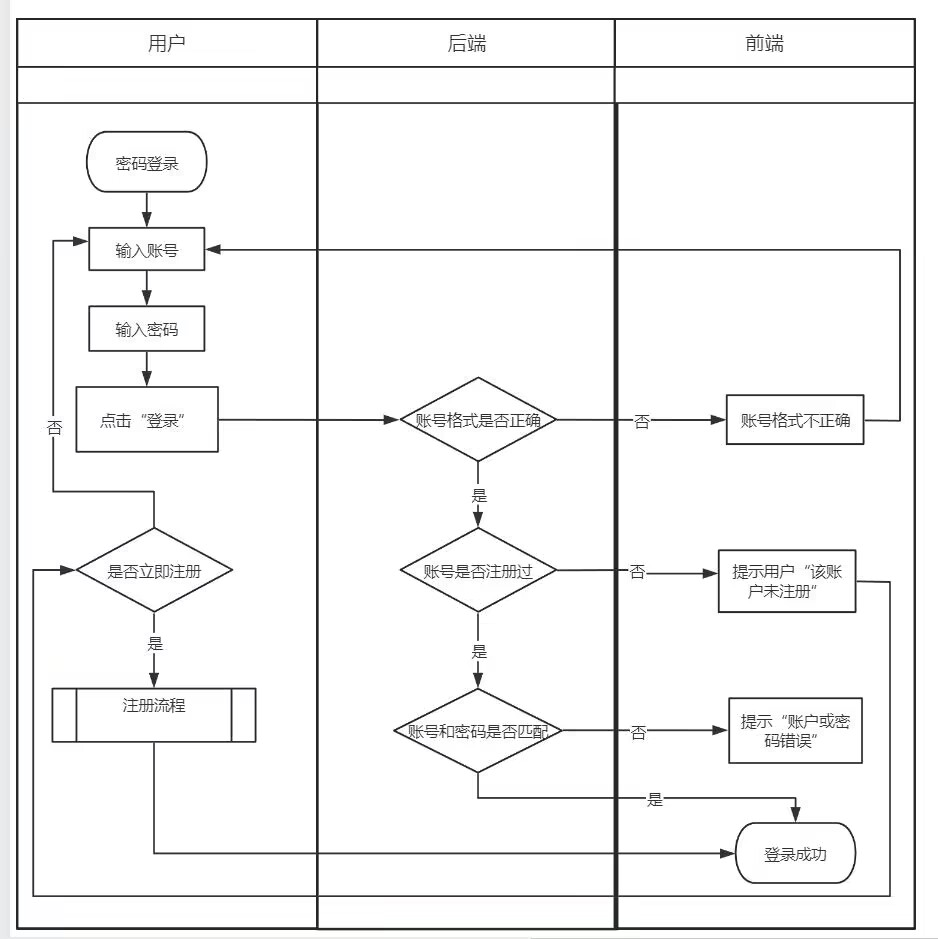 用户
后端
前端
密码登录
输入账号
输入密码
点击“登录”
账号格式是否正确
否
账号格式不正确
否
是
是否立即注册
账号是否注册过
否
提示用户“该账
户未注册”
是
是
注册流程
账号和密码是否匹配
否
提示“账户或密
码错误”
是
登录成功